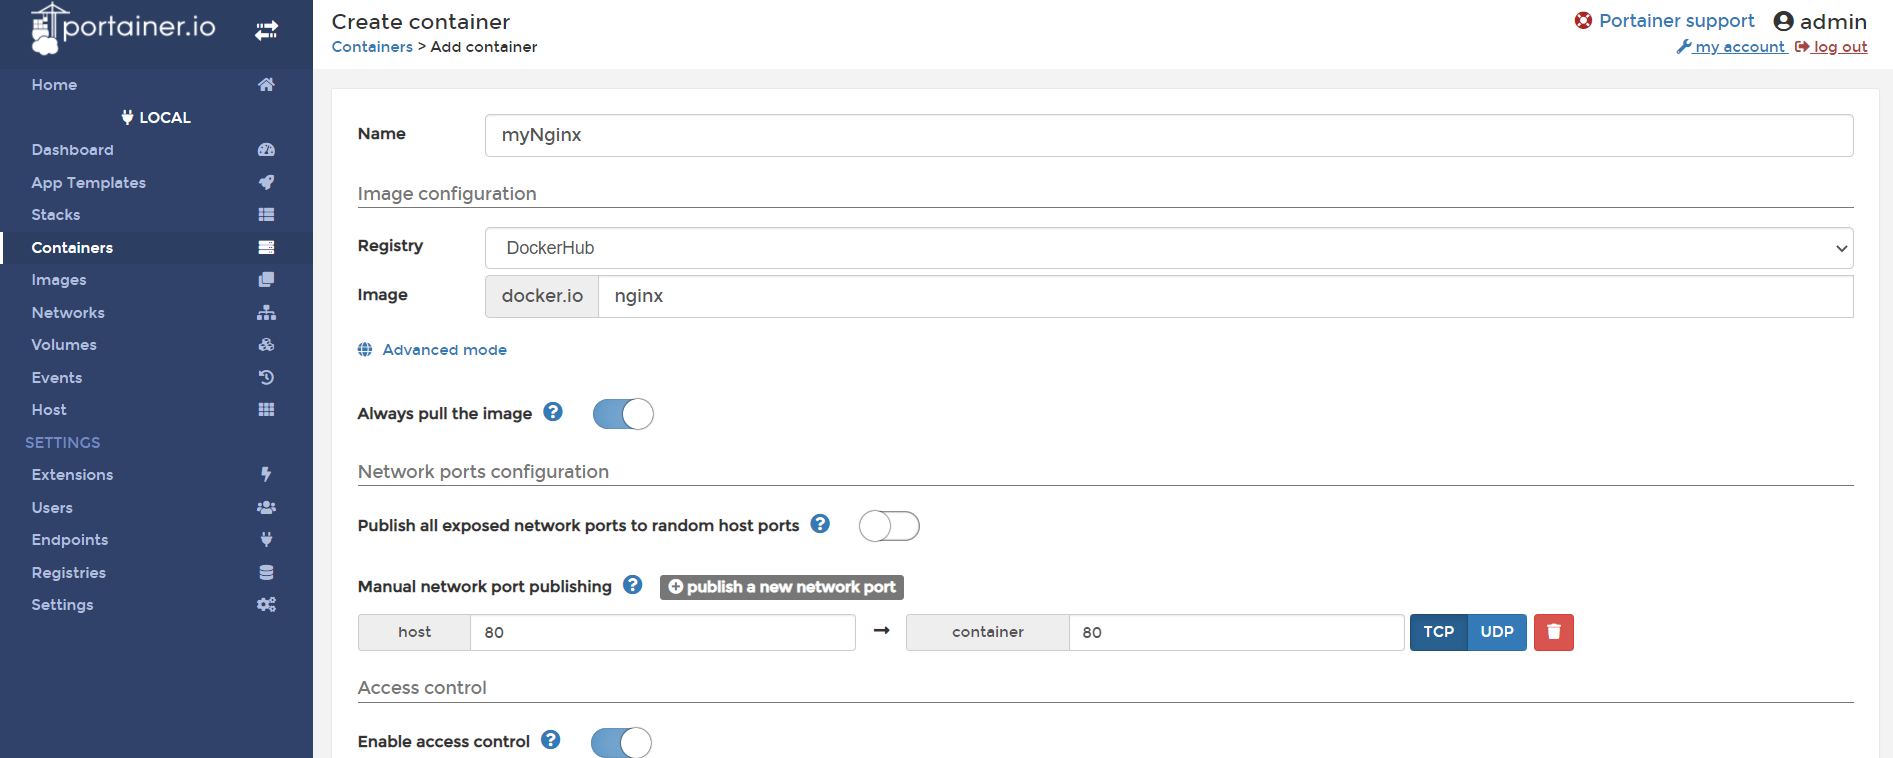 portainer.io
Home
LOCAL
Dashboard
App Templates
Stacks
Containers
Images
Networks
Volumes
Events
Host
SETTINGS
Extensions
Users
Endpoints
Registries
Settings
Create container
Containers > Add container
Portainer support admin
my account log out
Name myNginx
Image configuration
Registry DockerHub
Image docker.io nginx
Advanced mode
Always pull the image ?
Network ports configuration
Publish all exposed network ports to random host ports ?
Manual network port publishing ? publish a new network port
host 80 → container 80 TCP UDP
Access control
Enable access control ?